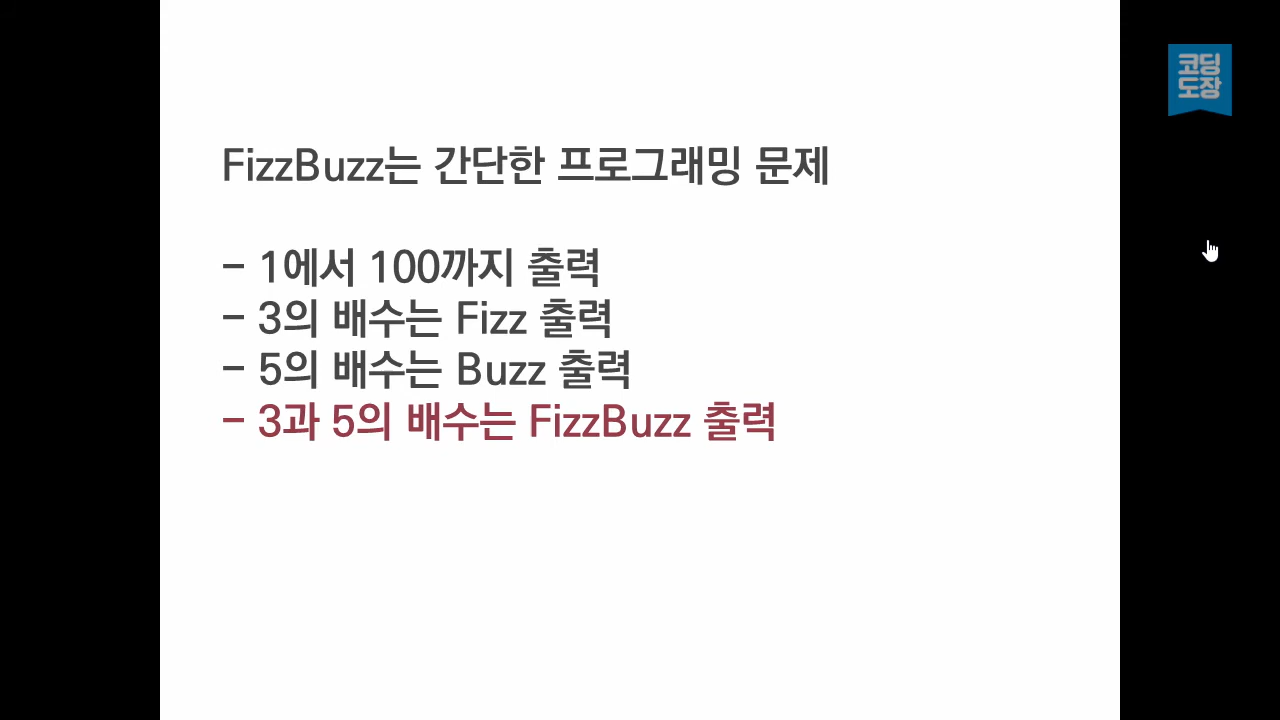 코딩
도장
FizzBuzz는 간단한 프로그래밍 문제
- 1에서 100까지 출력
- 3의 배수는 Fizz 출력
- 5의 배수는 Buzz 출력
- 3과 5의 배수는 FizzBuzz 출력